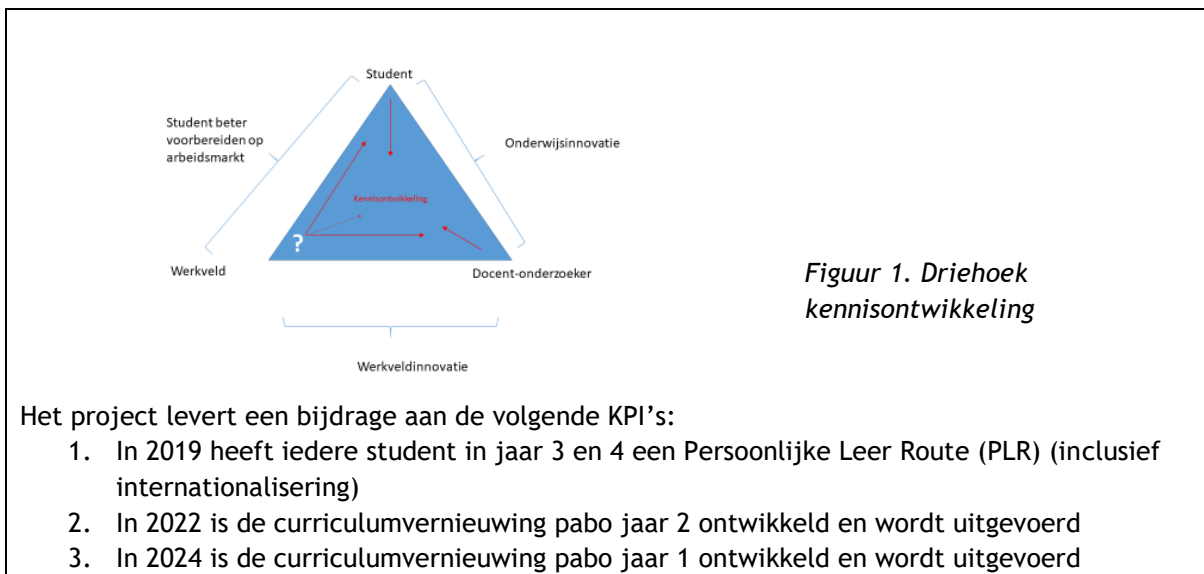 Student
Student beter
voorbereiden op
arbeidsmarkt
Onderwijsinnovatie
Kennisontwikkeling
?
Werkveld
Docent-onderzoeker
Werkveldinnovatie
Figuur 1. Driehoek
kennisontwikkeling
Het project levert een bijdrage aan de volgende KPI’s:
1. In 2019 heeft iedere student in jaar 3 en 4 een Persoonlijke Leer Route (PLR) (inclusief
internationalisering)
2. In 2022 is de curriculumvernieuwing pabo jaar 2 ontwikkeld en wordt uitgevoerd
3. In 2024 is de curriculumvernieuwing pabo jaar 1 ontwikkeld en wordt uitgevoerd